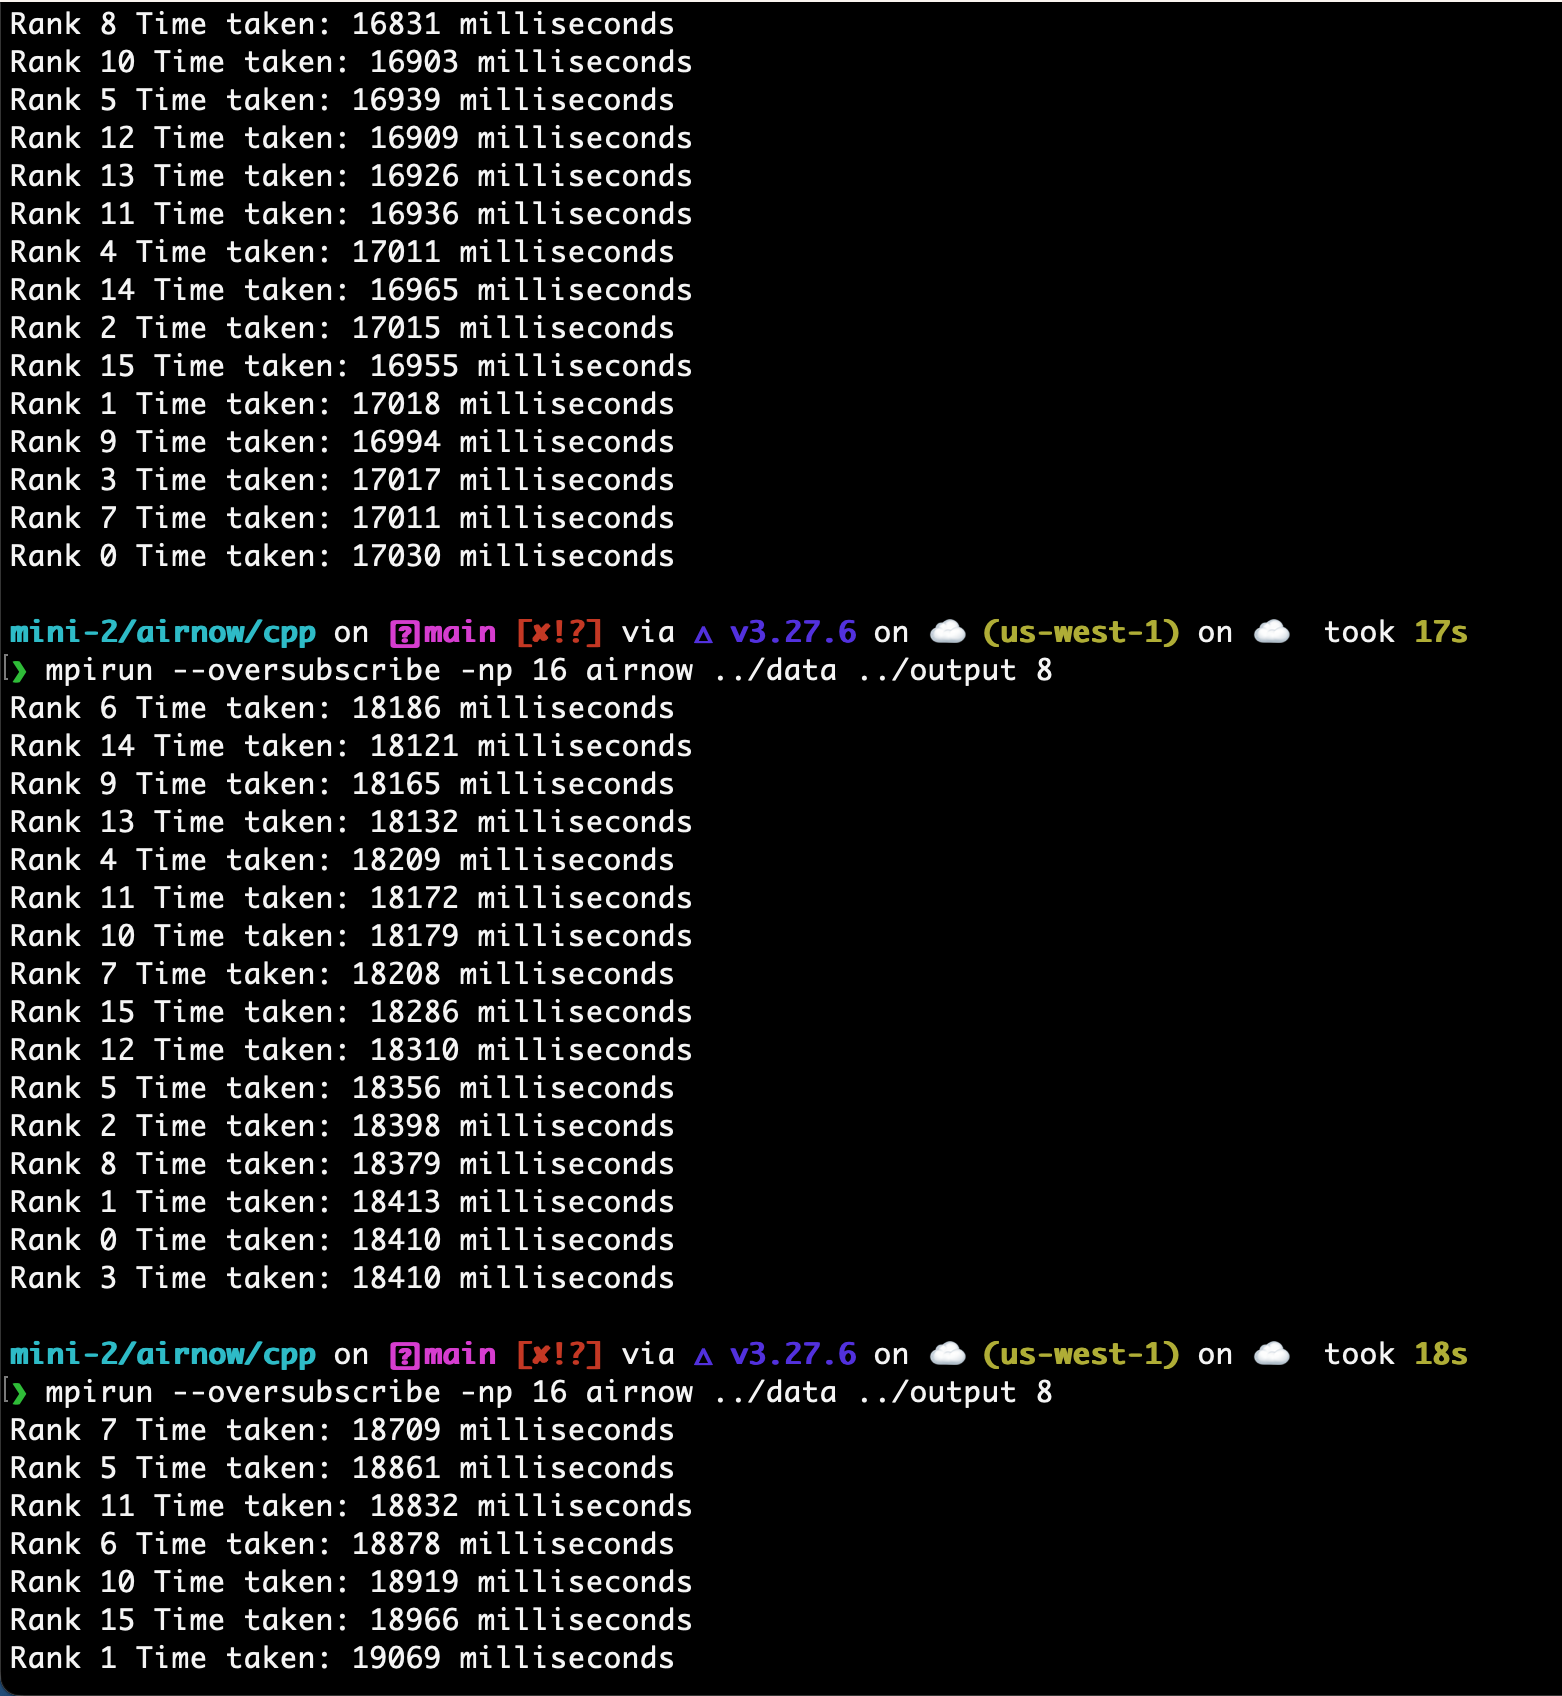 Rank 8 Time taken: 16831 milliseconds
Rank 10 Time taken: 16903 milliseconds
Rank 5 Time taken: 16939 milliseconds
Rank 12 Time taken: 16909 milliseconds
Rank 13 Time taken: 16926 milliseconds
Rank 11 Time taken: 16936 milliseconds
Rank 4 Time taken: 17011 milliseconds
Rank 14 Time taken: 16965 milliseconds
Rank 2 Time taken: 17015 milliseconds
Rank 15 Time taken: 16955 milliseconds
Rank 1 Time taken: 17018 milliseconds
Rank 9 Time taken: 16994 milliseconds
Rank 3 Time taken: 17017 milliseconds
Rank 7 Time taken: 17011 milliseconds
Rank 0 Time taken: 17030 milliseconds
mini-2/airnow/cpp on ⍰main [✘!?] via △ v3.27.6 on ☁️ (us-west-1) on ☁️ took 17s
❯ mpirun --oversubscribe -np 16 airnow ../data ../output 8
Rank 6 Time taken: 18186 milliseconds
Rank 14 Time taken: 18121 milliseconds
Rank 9 Time taken: 18165 milliseconds
Rank 13 Time taken: 18132 milliseconds
Rank 4 Time taken: 18209 milliseconds
Rank 11 Time taken: 18172 milliseconds
Rank 10 Time taken: 18179 milliseconds
Rank 7 Time taken: 18208 milliseconds
Rank 15 Time taken: 18286 milliseconds
Rank 12 Time taken: 18310 milliseconds
Rank 5 Time taken: 18356 milliseconds
Rank 2 Time taken: 18398 milliseconds
Rank 8 Time taken: 18379 milliseconds
Rank 1 Time taken: 18413 milliseconds
Rank 0 Time taken: 18410 milliseconds
Rank 3 Time taken: 18410 milliseconds
mini-2/airnow/cpp on ⍰main [✘!?] via △ v3.27.6 on ☁️ (us-west-1) on ☁️ took 18s
❯ mpirun --oversubscribe -np 16 airnow ../data ../output 8
Rank 7 Time taken: 18709 milliseconds
Rank 5 Time taken: 18861 milliseconds
Rank 11 Time taken: 18832 milliseconds
Rank 6 Time taken: 18878 milliseconds
Rank 10 Time taken: 18919 milliseconds
Rank 15 Time taken: 18966 milliseconds
Rank 1 Time taken: 19069 milliseconds